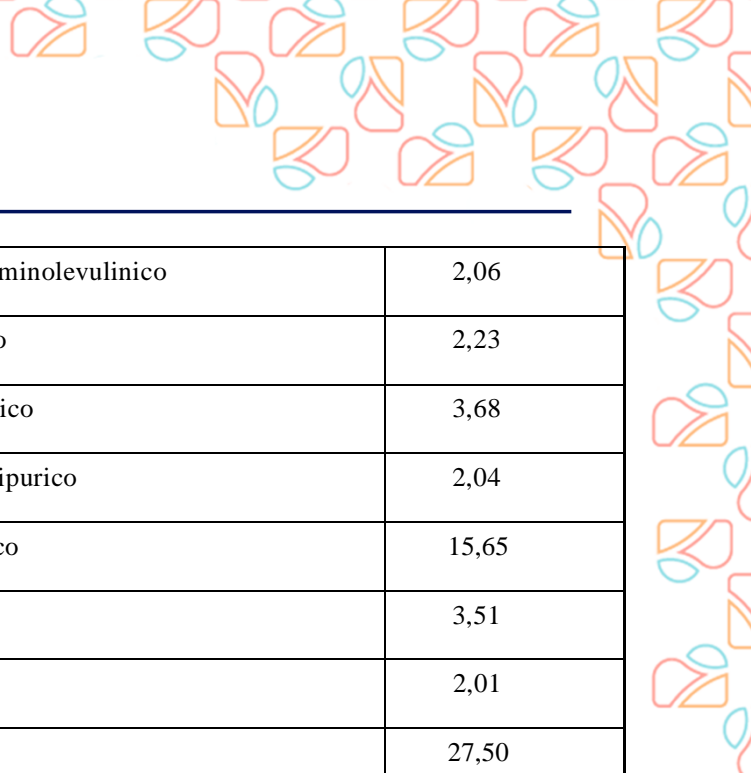 minolevulinico 2,06
o 2,23
ico 3,68
ipurico 2,04
co 15,65
3,51
2,01
27,50